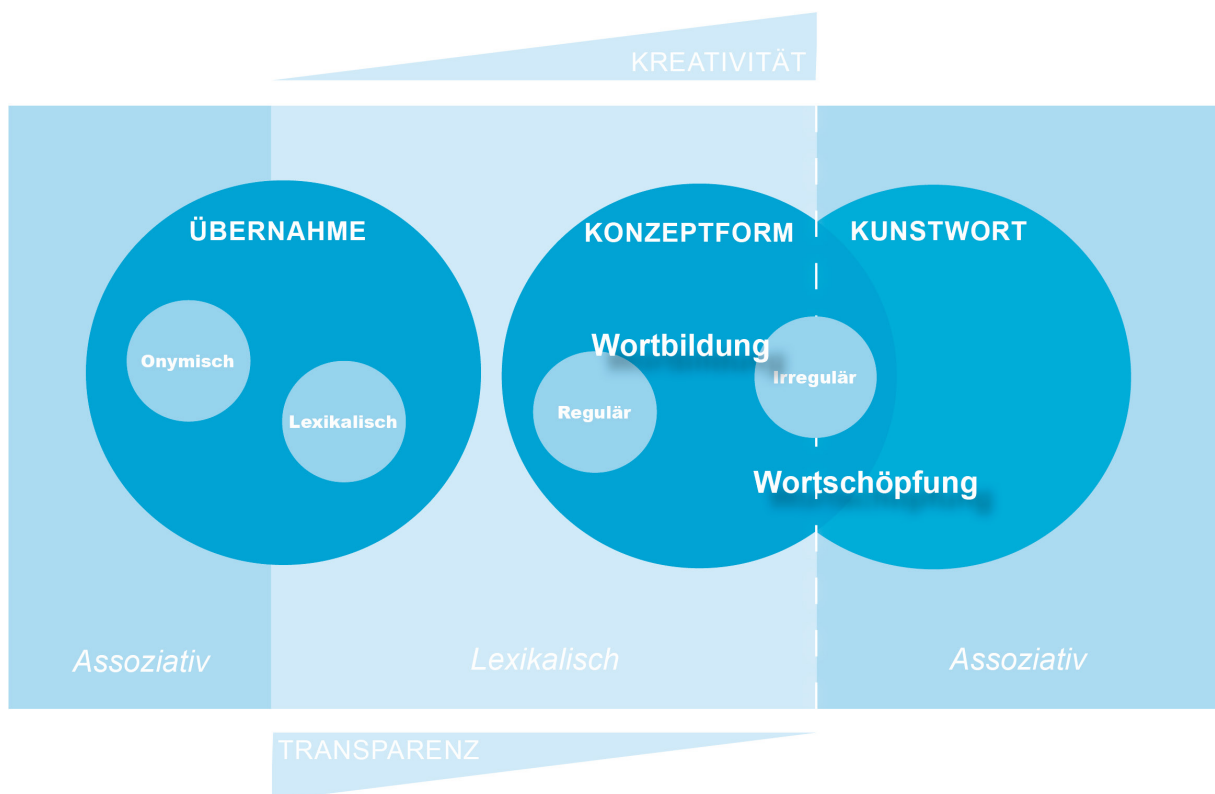 KREATIVITÄT
ÜBERNAHME
KONZEPTFORM
KUNSTWORT
Wortbildung
Onymisch
Irregulär
Lexikalisch
Regulär
Wortschöpfung
Assoziativ
Lexikalisch
Assoziativ
TRANSPARENZ